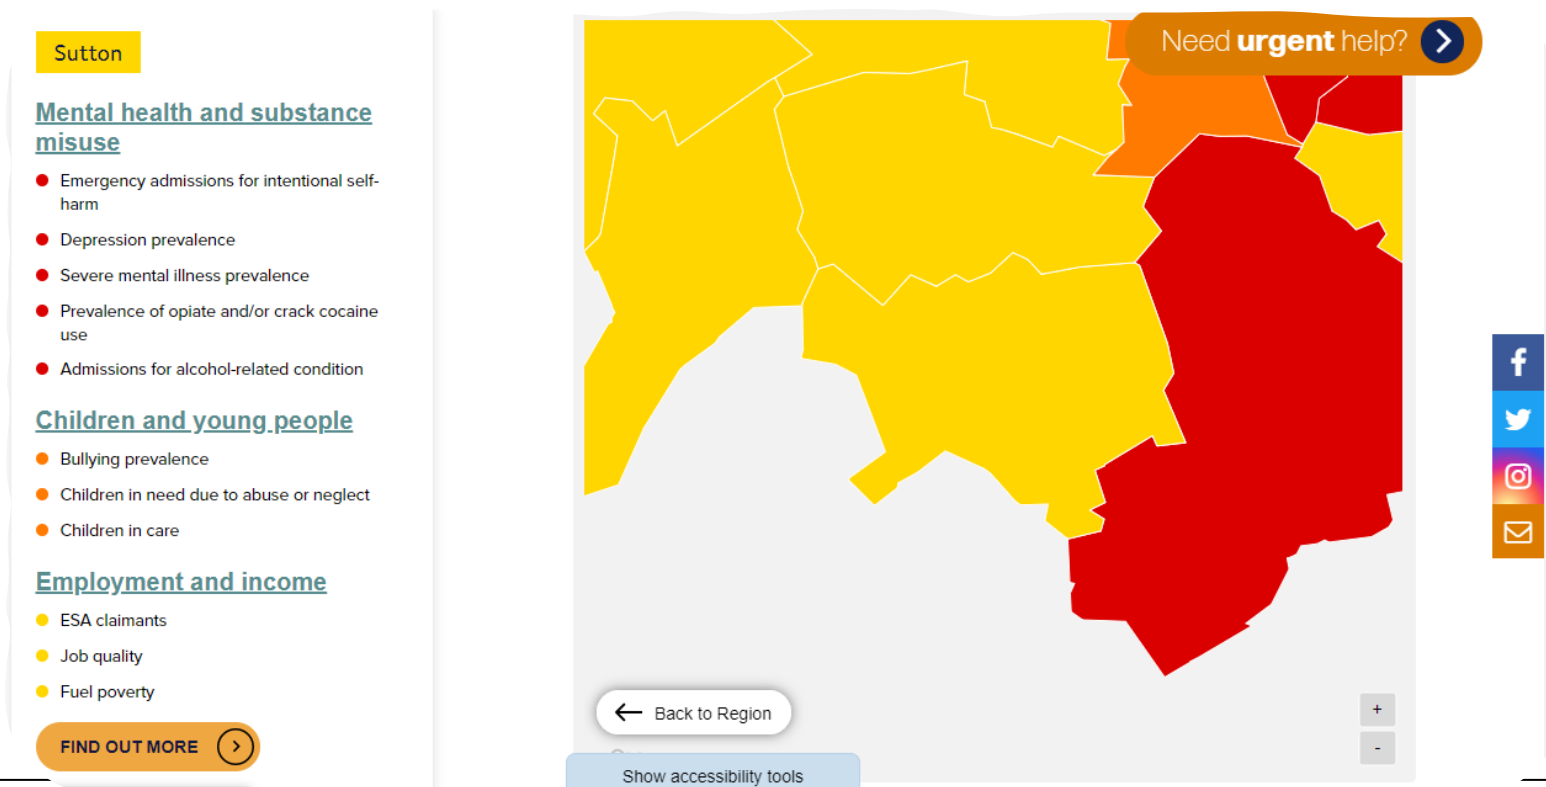 Sutton
Mental health and substance
misuse
Emergency admissions for intentional self-
harm
Depression prevalence
Severe mental illness prevalence
Prevalence of opiate and/or crack cocaine
use
Admissions for alcohol-related condition
Children and young people
Bullying prevalence
Children in need due to abuse or neglect
Children in care
Employment and income
ESA claimants
Job quality
Fuel poverty
FIND OUT MORE
Need urgent help?
Back to Region
+
-
Show accessibility tools